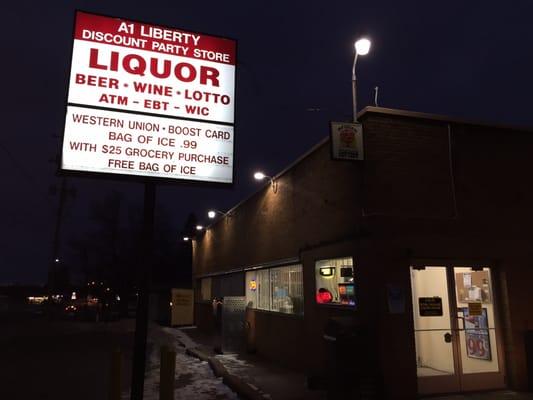 A1 LIBERTY
DISCOUNT PARTY STORE
LIQUOR
BEER • WINE • LOTTO
ATM - EBT - WIC
WESTERN UNION • BOOST CARD
BAG OF ICE .99
WITH $25 GROCERY PURCHASE
FREE BAG OF ICE
99